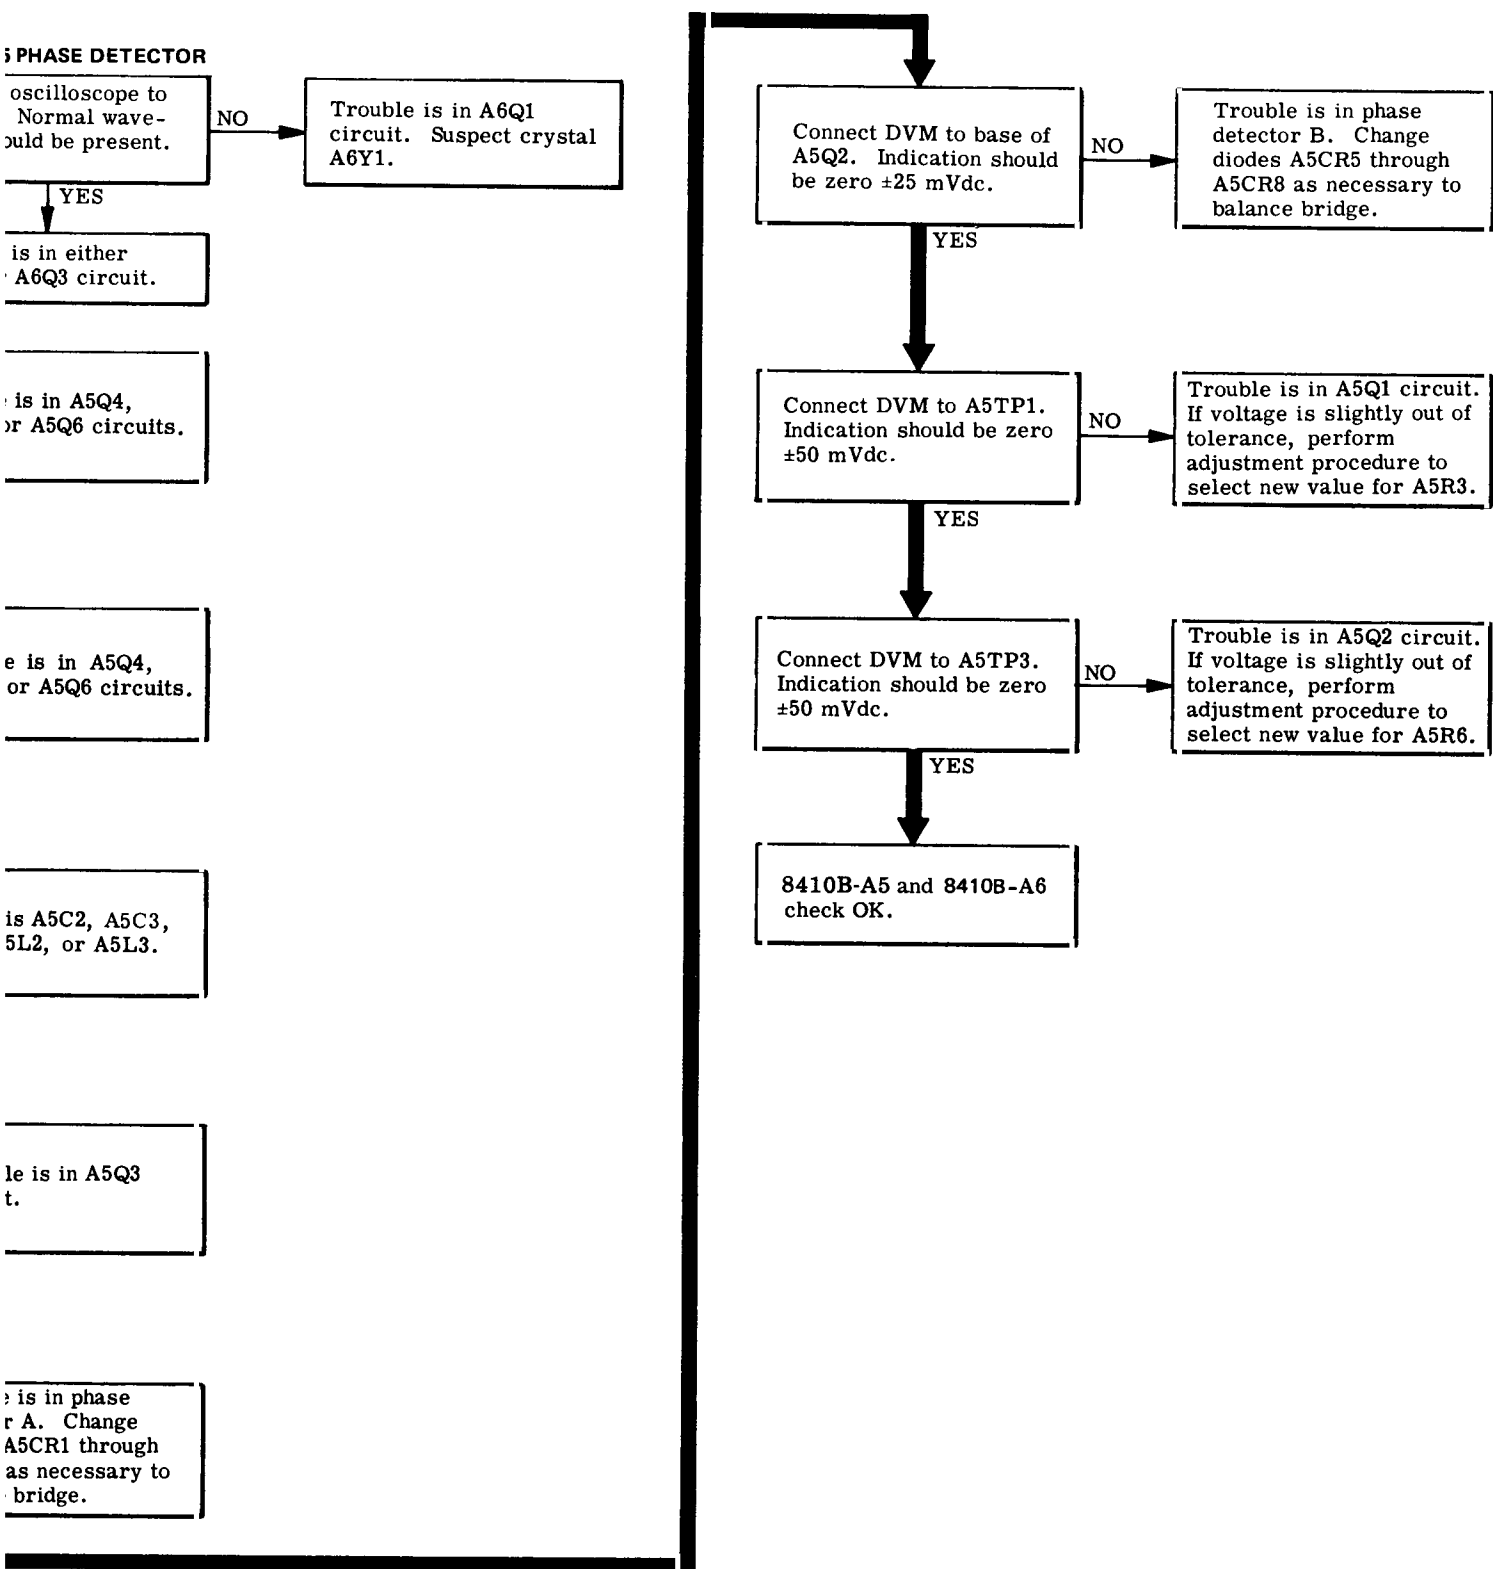 PHASE DETECTOR
oscilloscope to
Normal wave-
be present.
NO
Trouble is in A6Q1
circuit. Suspect crystal
A6Y1.
YES
is in either
A6Q3 circuit.
is in A5Q4,
or A5Q6 circuits.
is in A5Q4,
or A5Q6 circuits.
is A5C2, A5C3,
5L2, or A5L3.
is in A5Q3
is in phase
A. Change
A5CR1 through
as necessary to
bridge.
Connect DVM to base of
A5Q2. Indication should
be zero ±25 mVdc.
NO
Trouble is in phase
detector B. Change
diodes A5CR5 through
A5CR8 as necessary to
balance bridge.
YES
Connect DVM to A5TP1.
Indication should be zero
±50 mVdc.
NO
Trouble is in A5Q1 circuit.
If voltage is slightly out of
tolerance, perform
adjustment procedure to
select new value for A5R3.
YES
Connect DVM to A5TP3.
Indication should be zero
±50 mVdc.
NO
Trouble is in A5Q2 circuit.
If voltage is slightly out of
tolerance, perform
adjustment procedure to
select new value for A5R6.
YES
8410B-A5 and 8410B-A6
check OK.